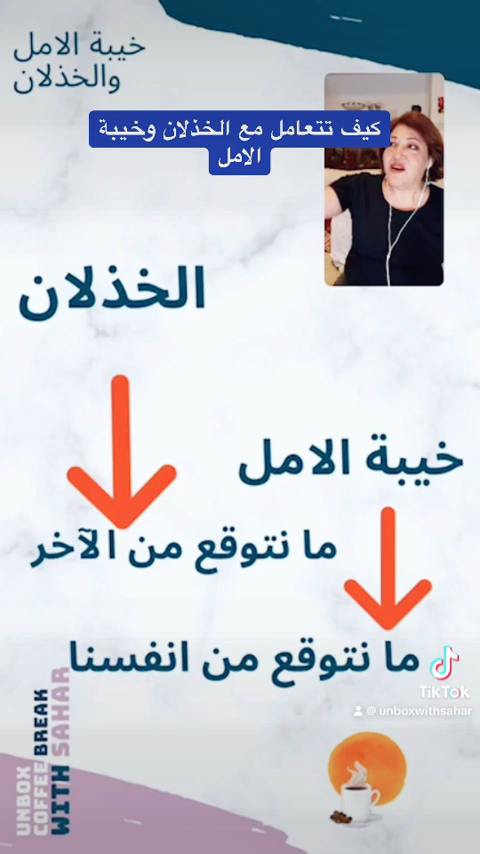 خيبة الامل
والخذلان
كيف تتعامل مع الخذلان وخيبة
الامل
الخذلان
خيبة الامل
ما نتوقع من الآخر
ما نتوقع من انفسنا
TikTok
@unboxwithsahar
UNBOX
COFFEE BREAK
WITH SAHAR